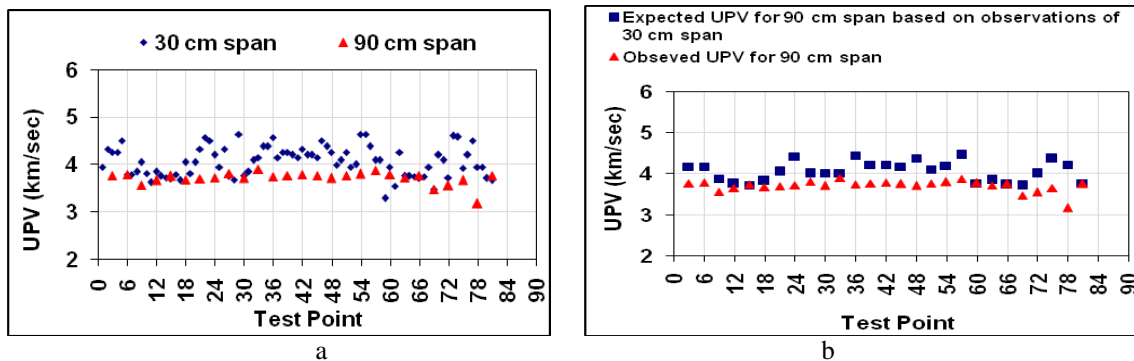 30 cm span 90 cm span
6
5
4
3
2
UPV (km/sec)
0 6 12 18 24 30 36 42 48 54 60 66 72 78 84 90
Test Point
a
Expected UPV for 90 cm span based on observations of
30 cm span
Obseved UPV for 90 cm span
6
5
4
3
2
UPV (km/sec)
0 6 12 18 24 30 36 42 48 54 60 66 72 78 84 90
Test Point
b